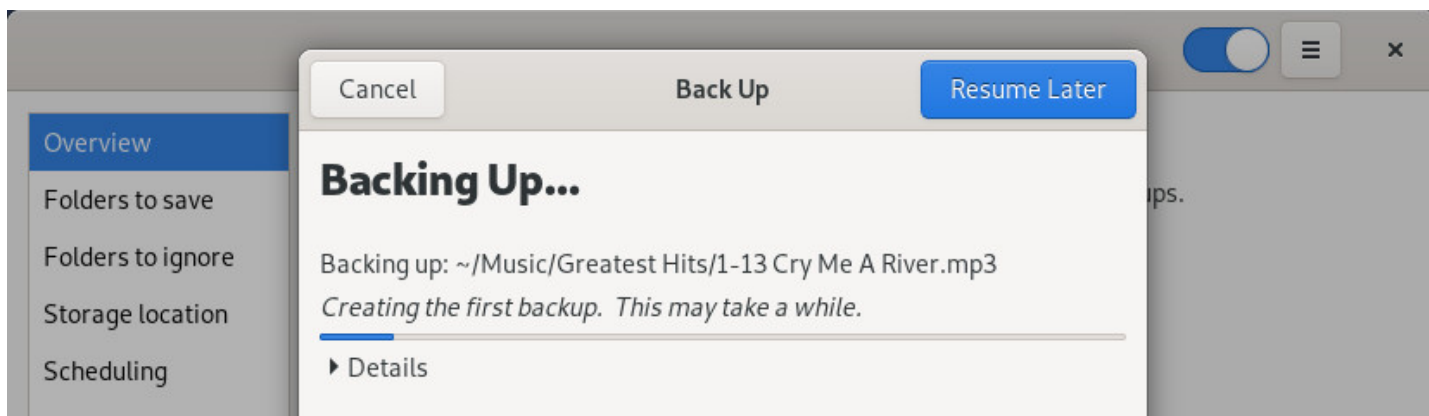 Cancel Back Up Resume Later
Overview
Folders to save
Folders to ignore
Storage location
Scheduling
Backing Up...
Backing up: ~/Music/Greatest Hits/1-13 Cry Me A River.mp3
Creating the first backup. This may take a while.
Details